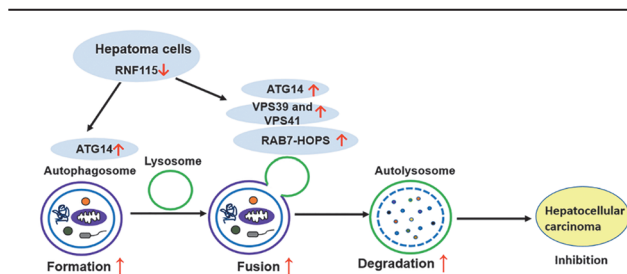 Hepatoma cells
RNF115↓
ATG14↑
VPS39 and ↑
VPS41
RAB7-HOPS ↑
ATG14↑
Autophagosome
Lysosome
Autolysosome
Hepatocellular
carcinoma
Formation ↑
Fusion ↑
Degradation ↑
Inhibition